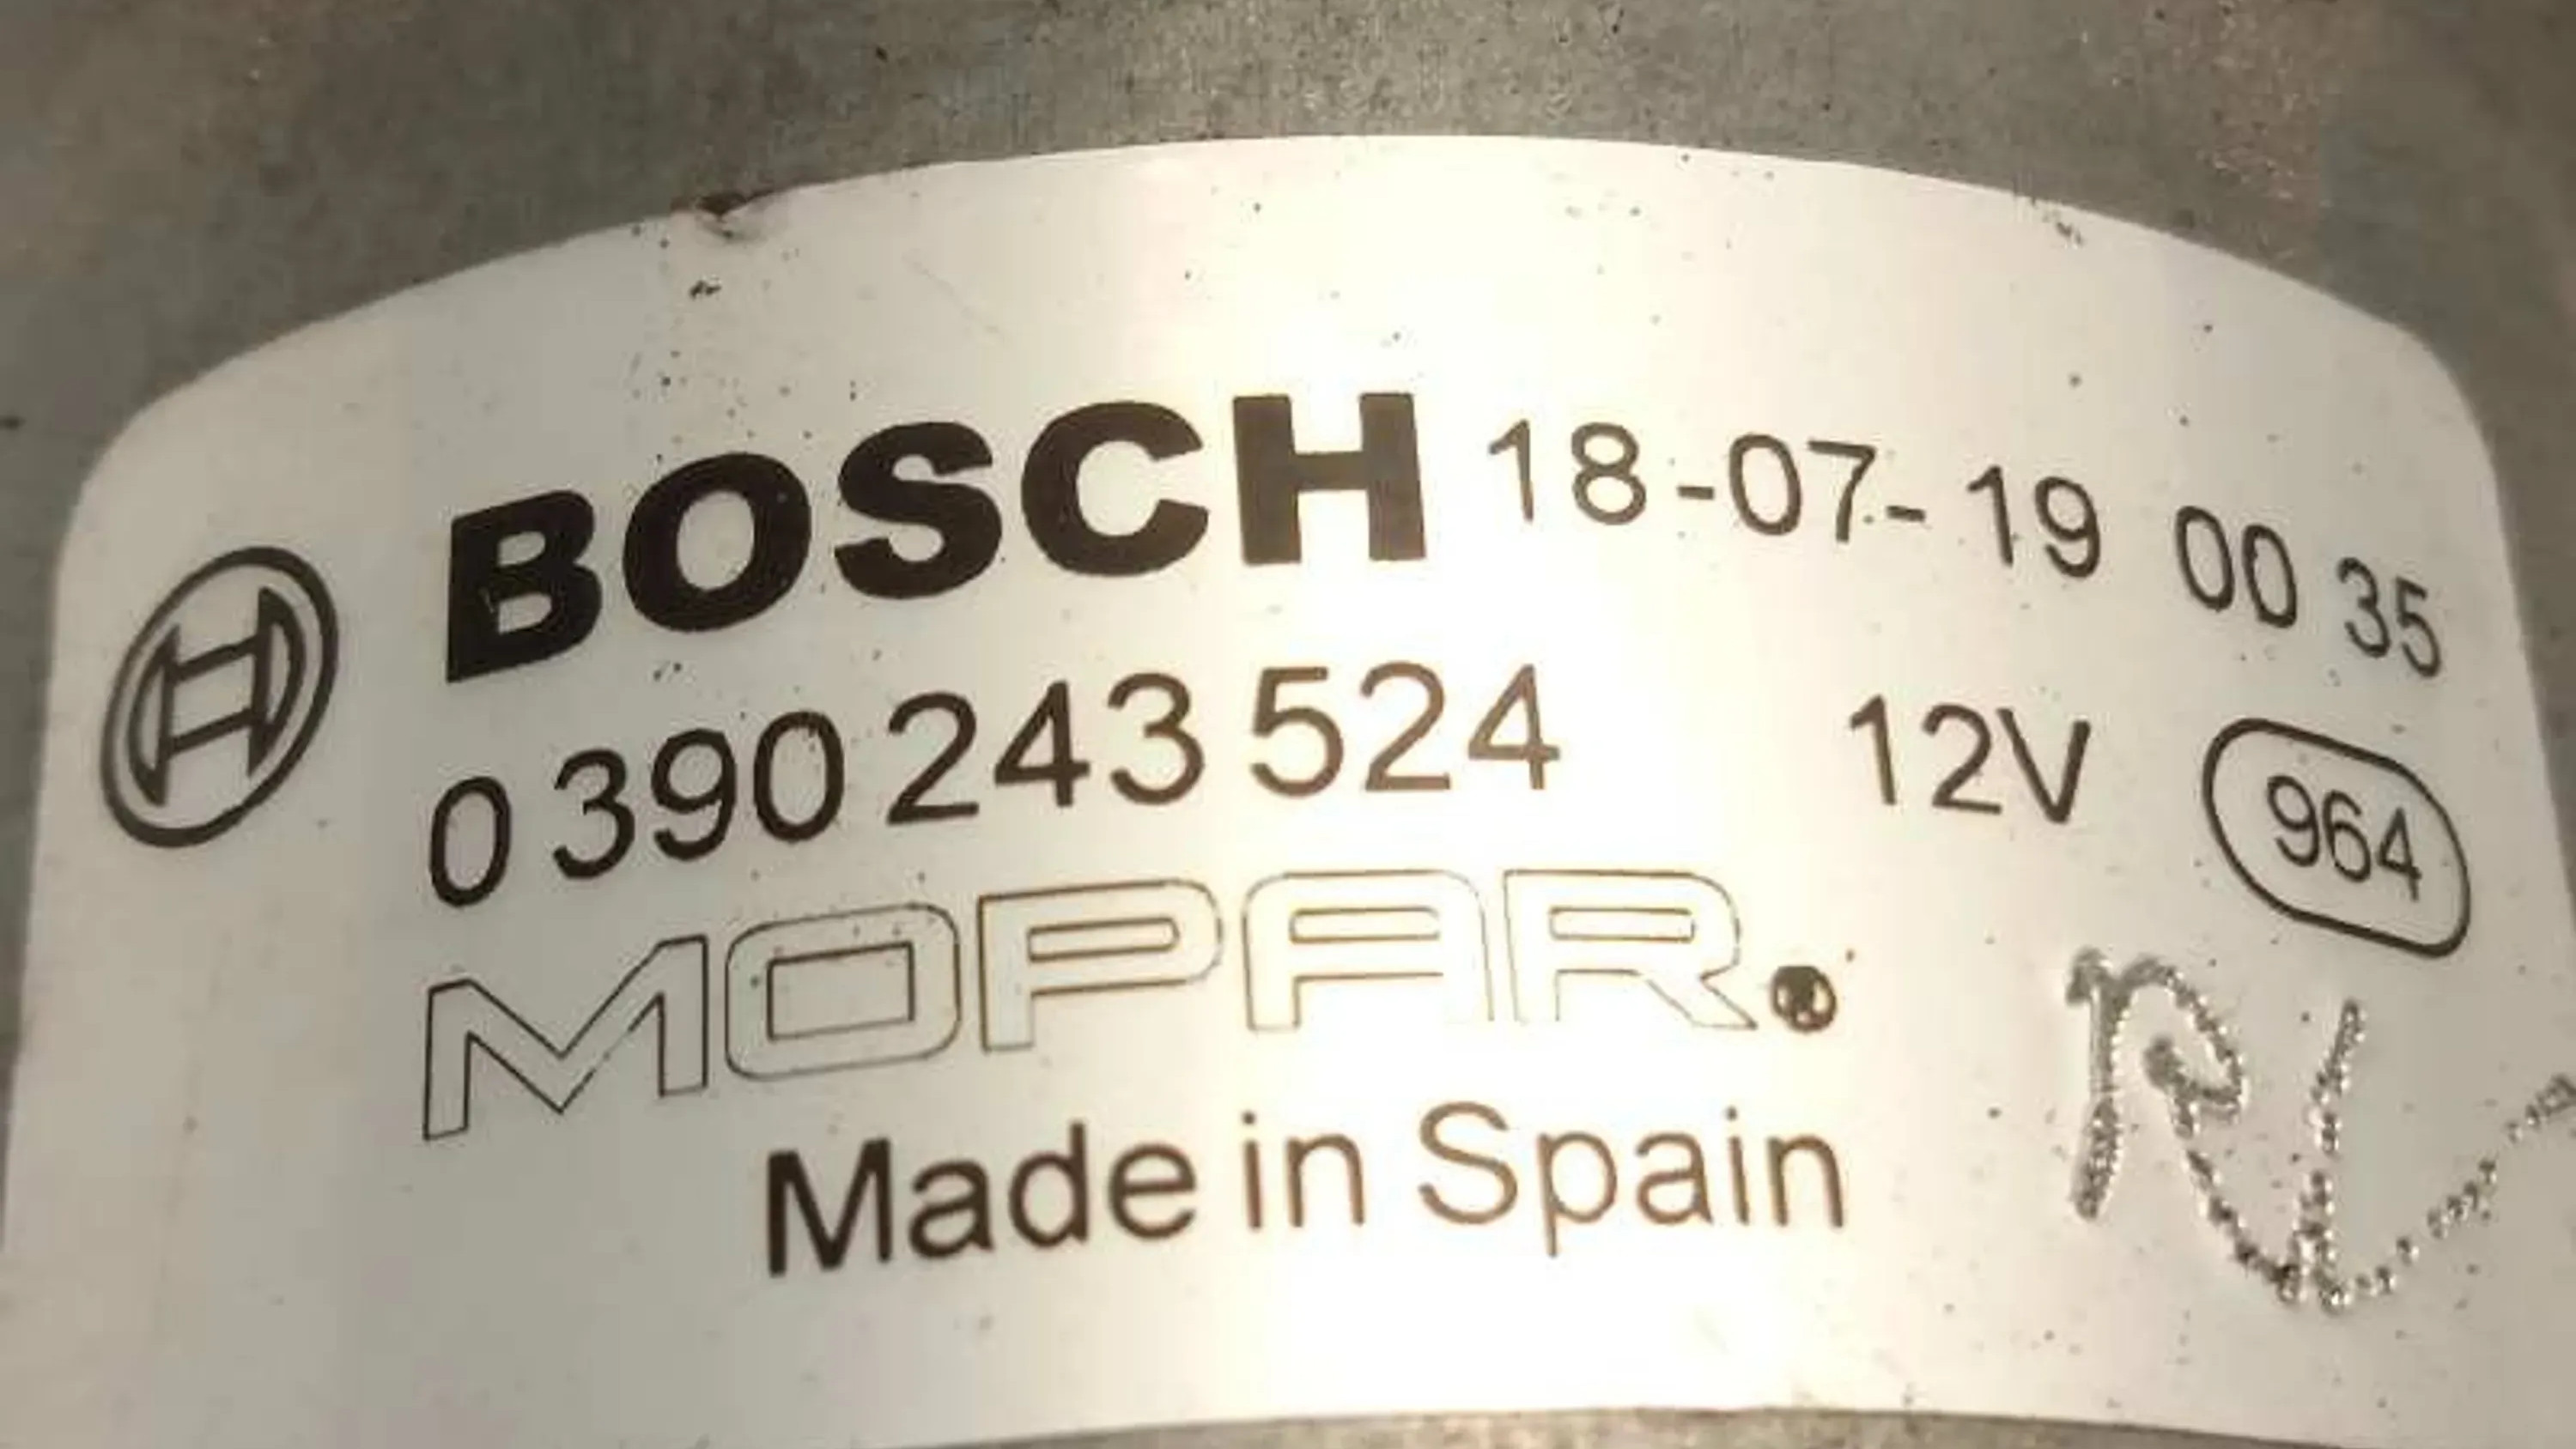 BOSCH 18-07-19 00 35
0 390 243 524 12V 964
MOPAR®
Made in Spain